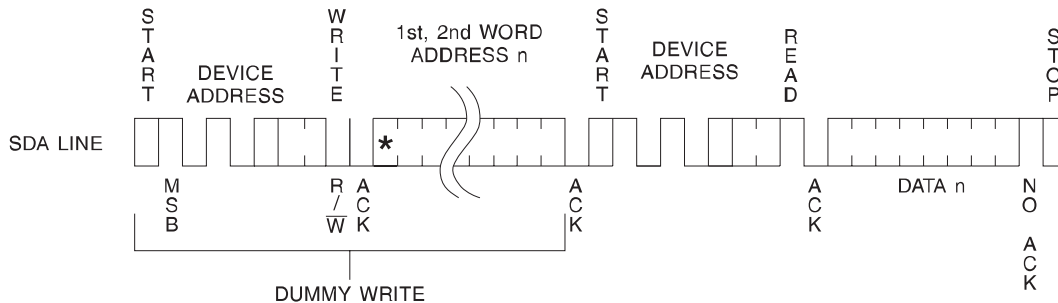 START
DEVICE
ADDRESS
WRITE
1st, 2nd WORD
ADDRESS n
START
DEVICE
ADDRESS
READ
STOP
SDA LINE
*
MSB
R/W
ACK
ACK
ACK
DATA n
NO ACK
DUMMY WRITE